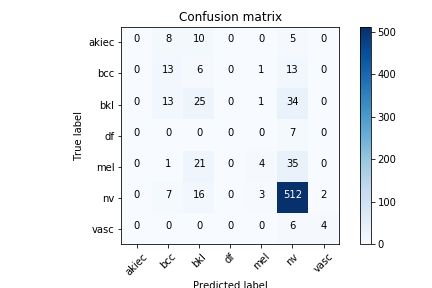 Confusion matrix
akiec 0 8 10 0 0 5 0
bcc 0 13 6 0 1 13 0
bkl 0 13 25 0 1 34 0
df 0 0 0 0 0 7 0
mel 0 1 21 0 4 35 0
nv 0 7 16 0 3 512 2
vasc 0 0 0 0 0 6 4
akiec bcc bkl df mel nv vasc
True label
Predicted label
500
400
300
200
100
0